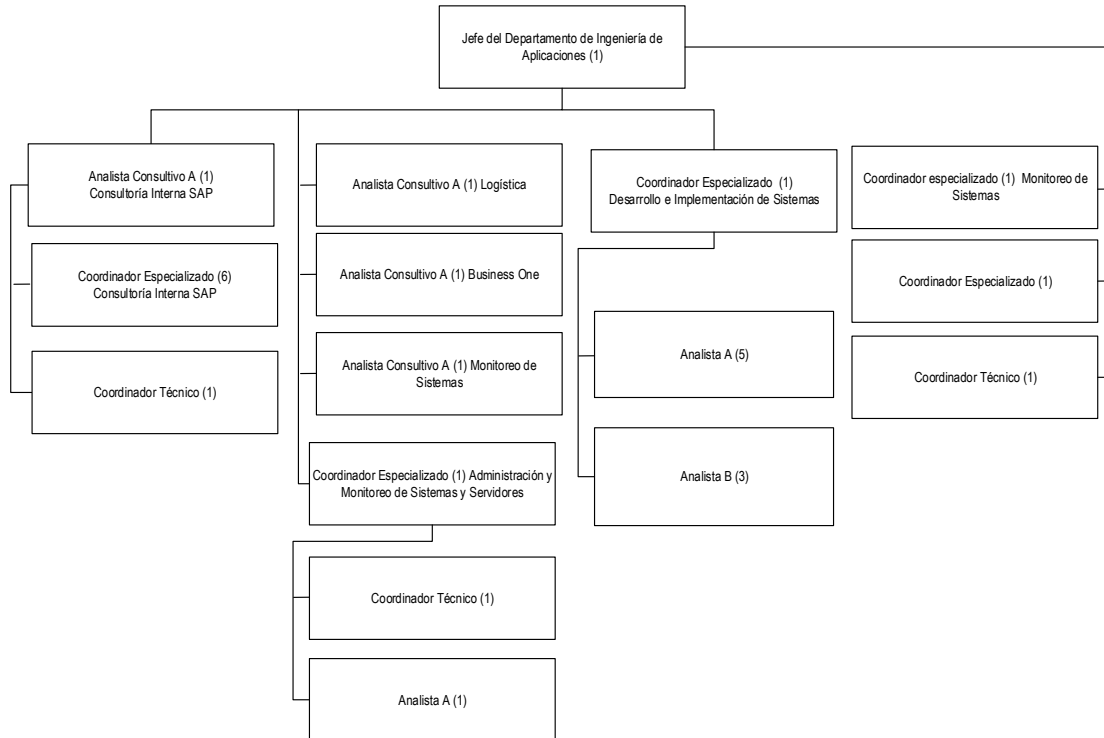 Jefe del Departamento de Ingeniería de
Aplicaciones (1)
Analista Consultivo A (1)
Consultoría Interna SAP
Coordinador Especializado (6)
Consultoría Interna SAP
Coordinador Técnico (1)
Analista Consultivo A (1) Logística
Analista Consultivo A (1) Business One
Analista Consultivo A (1) Monitoreo de
Sistemas
Coordinador Especializado (1) Administración y
Monitoreo de Sistemas y Servidores
Coordinador Técnico (1)
Analista A (1)
Coordinador Especializado  (1)
Desarrollo e Implementación de Sistemas
Analista A (5)
Analista B (3)
Coordinador especializado (1)  Monitoreo de
Sistemas
Coordinador Especializado (1)
Coordinador Técnico (1)